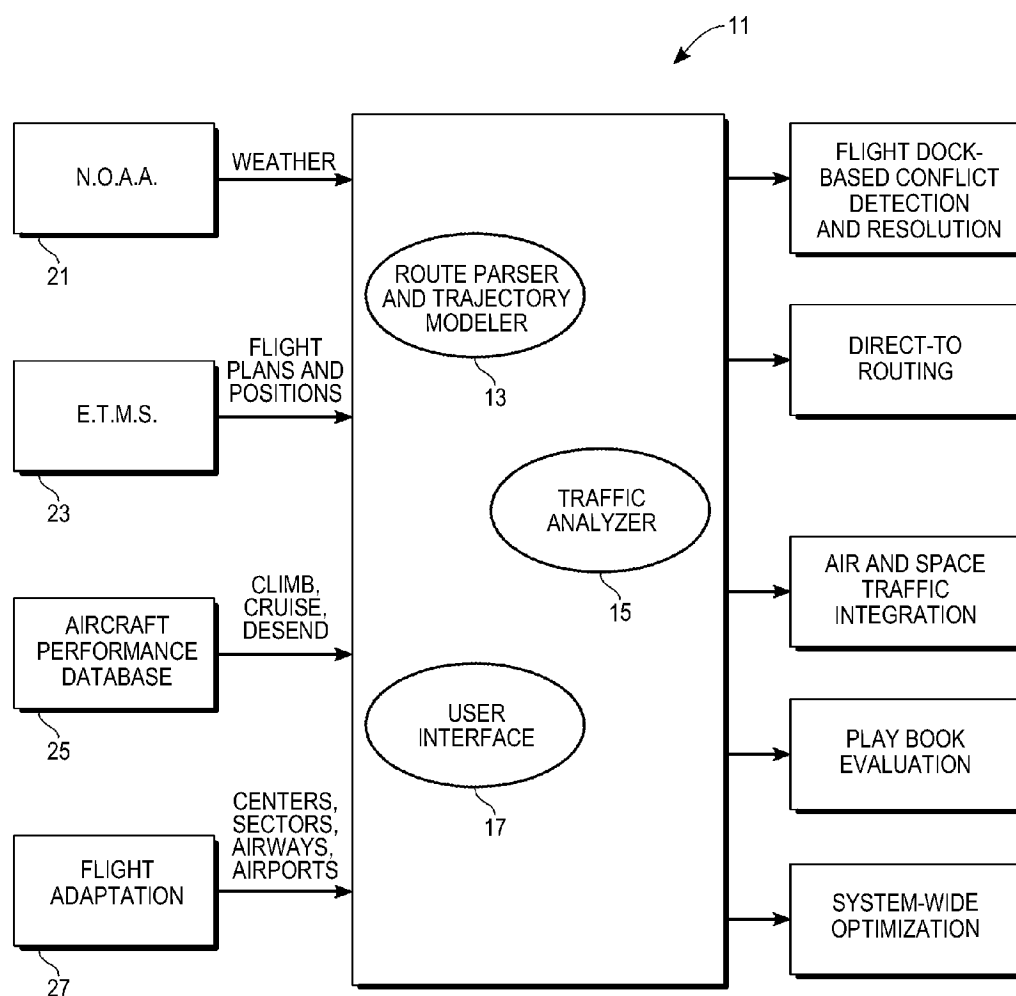 11
N.O.A.A.
21
WEATHER
E.T.M.S.
23
FLIGHT
PLANS AND
POSITIONS
AIRCRAFT
PERFORMANCE
DATABASE
25
CLIMB,
CRUISE,
DESEND
FLIGHT
ADAPTATION
27
CENTERS,
SECTORS,
AIRWAYS,
AIRPORTS
ROUTE PARSER
AND TRAJECTORY
MODELER
13
TRAFFIC
ANALYZER
15
USER
INTERFACE
17
FLIGHT DOCK-
BASED CONFLICT
DETECTION
AND RESOLUTION
DIRECT-TO
ROUTING
AIR AND SPACE
TRAFFIC
INTEGRATION
PLAY BOOK
EVALUATION
SYSTEM-WIDE
OPTIMIZATION